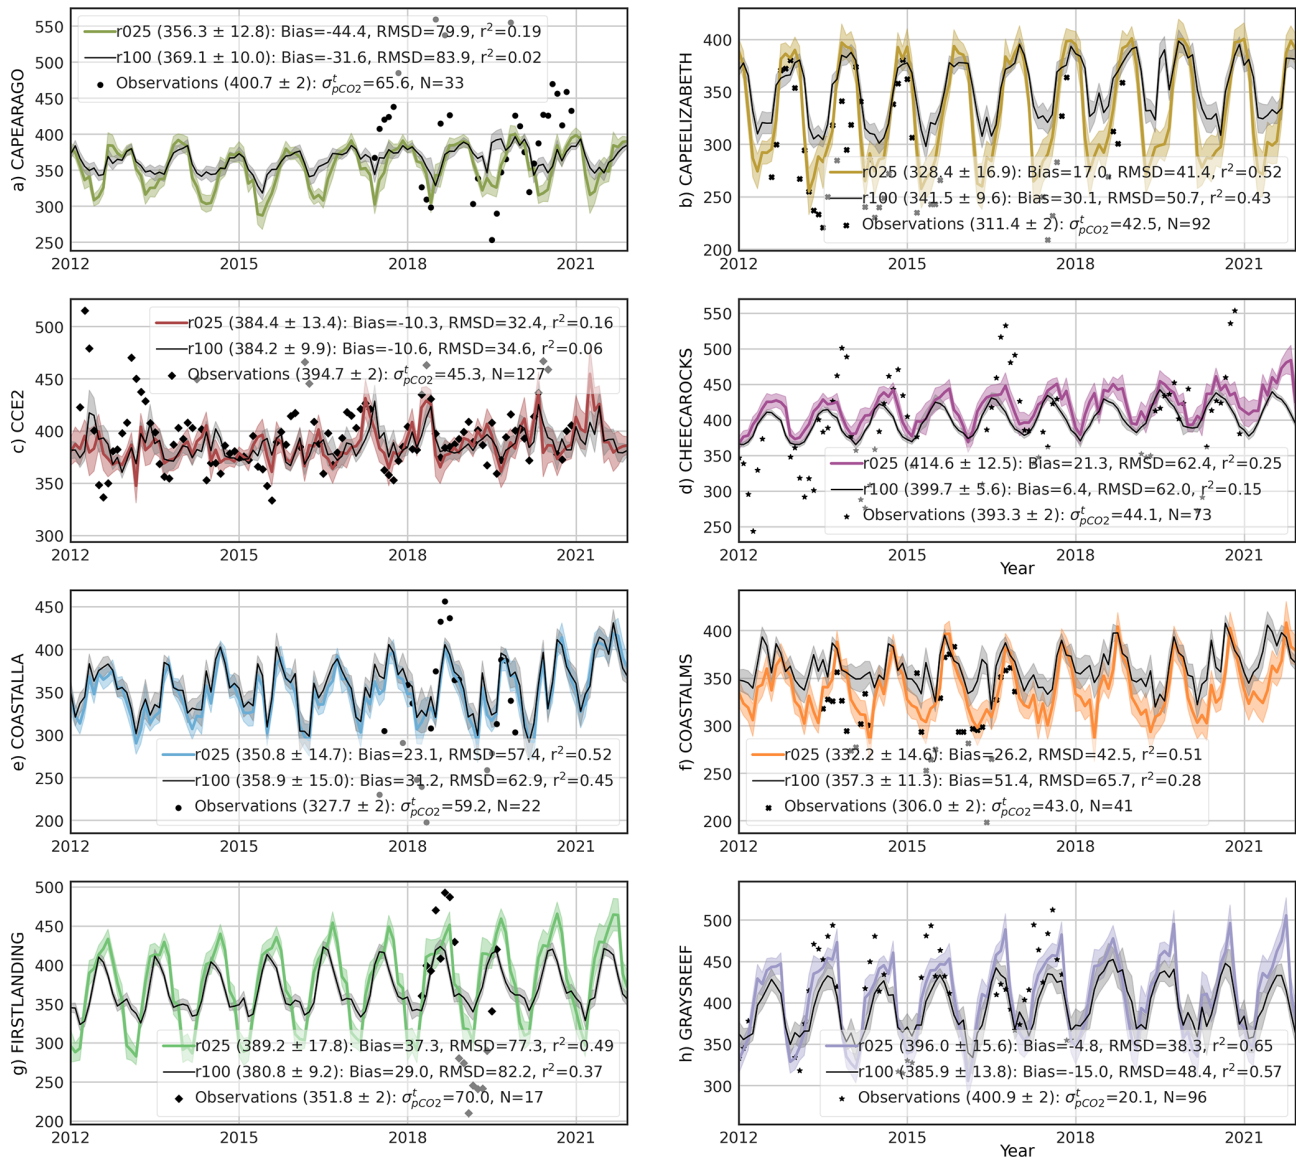 a) CAPEARAGO
550
500
450
400
350
300
250
r025 (356.3 ± 12.8): Bias=-44.4, RMSD=79.9, r²=0.19
r100 (369.1 ± 10.0): Bias=-31.6, RMSD=83.9, r²=0.02
Observations (400.7 ± 2): σᵗpCO2=65.6, N=33
2012 2015 2018 2021
b) CAPEELIZABETH
400
350
300
250
200
r025 (328.4 ± 16.9): Bias=17.0, RMSD=41.4, r²=0.52
r100 (341.5 ± 9.6): Bias=30.1, RMSD=50.7, r²=0.43
Observations (311.4 ± 2): σᵗpCO2=42.5, N=92
2012 2015 2018 2021
c) CCE2
500
450
400
350
300
r025 (384.4 ± 13.4): Bias=-10.3, RMSD=32.4, r²=0.16
r100 (384.2 ± 9.9): Bias=-10.6, RMSD=34.6, r²=0.06
Observations (394.7 ± 2): σᵗpCO2=45.3, N=127
2012 2015 2018 2021
d) CHEECAROCKS
550
500
450
400
350
300
250
r025 (414.6 ± 12.5): Bias=21.3, RMSD=62.4, r²=0.25
r100 (399.7 ± 5.6): Bias=6.4, RMSD=62.0, r²=0.15
Observations (393.3 ± 2): σᵗpCO2=44.1, N=73
2012 2015 2018 2021
Year
e) COASTALLA
450
400
350
300
250
200
r025 (350.8 ± 14.7): Bias=23.1, RMSD=57.4, r²=0.52
r100 (358.9 ± 15.0): Bias=31.2, RMSD=62.9, r²=0.45
Observations (327.7 ± 2): σᵗpCO2=59.2, N=22
2012 2015 2018 2021
f) COASTALMS
400
350
300
250
200
r025 (332.2 ± 14.6): Bias=26.2, RMSD=42.5, r²=0.51
r100 (357.3 ± 11.3): Bias=51.4, RMSD=65.7, r²=0.28
Observations (306.0 ± 2): σᵗpCO2=43.0, N=41
2012 2015 2018 2021
g) FIRSTLANDING
500
450
400
350
300
250
200
r025 (389.2 ± 17.8): Bias=37.3, RMSD=77.3, r²=0.49
r100 (380.8 ± 9.2): Bias=29.0, RMSD=82.2, r²=0.37
Observations (351.8 ± 2): σᵗpCO2=70.0, N=17
2012 2015 2018 2021
h) GRAYSREEF
500
450
400
350
300
r025 (396.0 ± 15.6): Bias=-4.8, RMSD=38.3, r²=0.65
r100 (385.9 ± 13.8): Bias=-15.0, RMSD=48.4, r²=0.57
Observations (400.9 ± 2): σᵗpCO2=20.1, N=96
2012 2015 2018 2021
Year